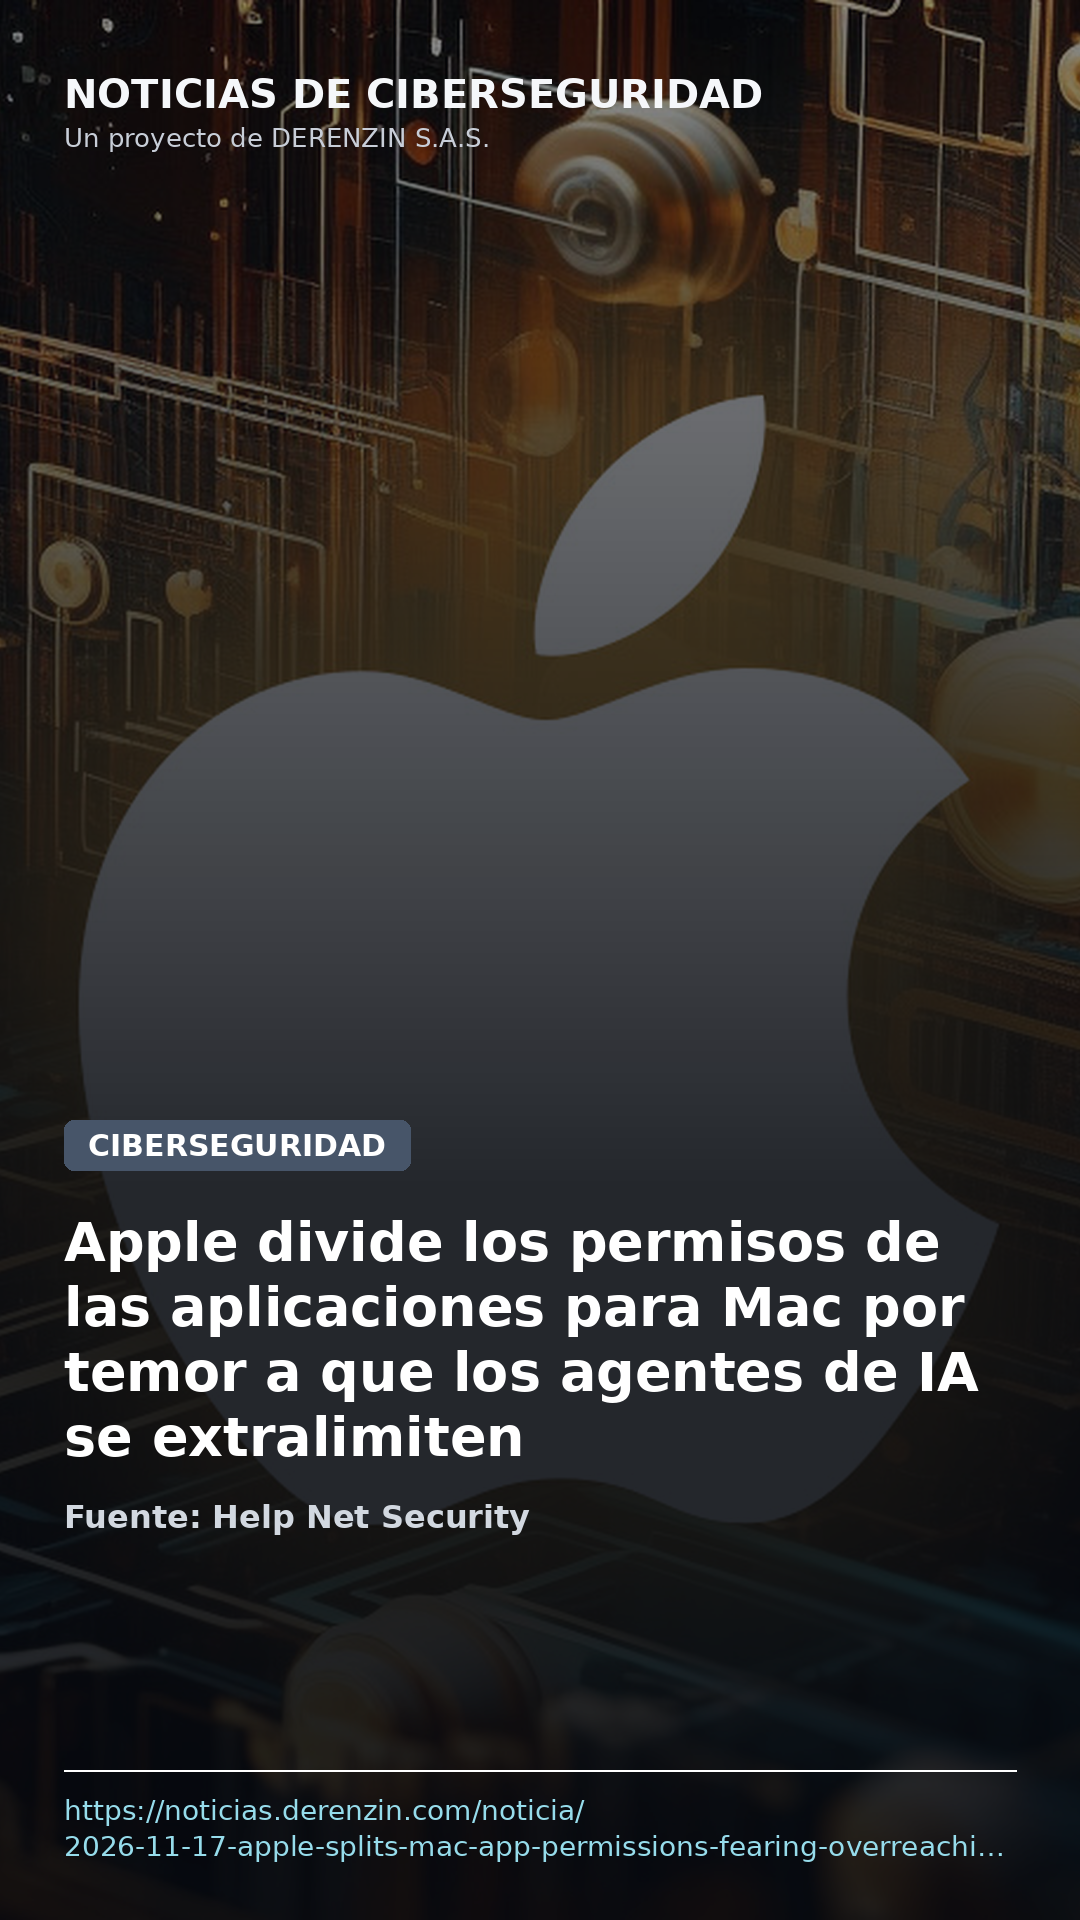 NOTICIAS DE CIBERSEGURIDAD
Un proyecto de DERENZIN S.A.S.
CIBERSEGURIDAD
Apple divide los permisos de
las aplicaciones para Mac por
temor a que los agentes de IA
se extralimiten
Fuente: Help Net Security
https://noticias.derenzin.com/noticia/
2026-11-17-apple-splits-mac-app-permissions-fearing-overreachi…